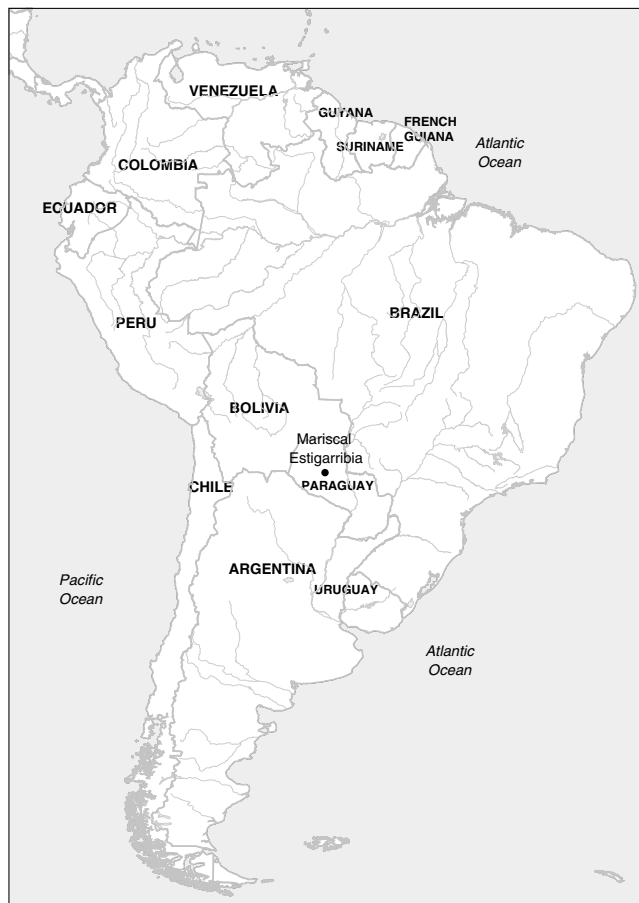 VENEZUELA
GUYANA
FRENCH
GUIANA
SURINAME
Atlantic
Ocean
COLOMBIA
ECUADOR
PERU
BRAZIL
BOLIVIA
Mariscal
Estigarribia
PARAGUAY
CHILE
ARGENTINA
URUGUAY
Pacific
Ocean
Atlantic
Ocean